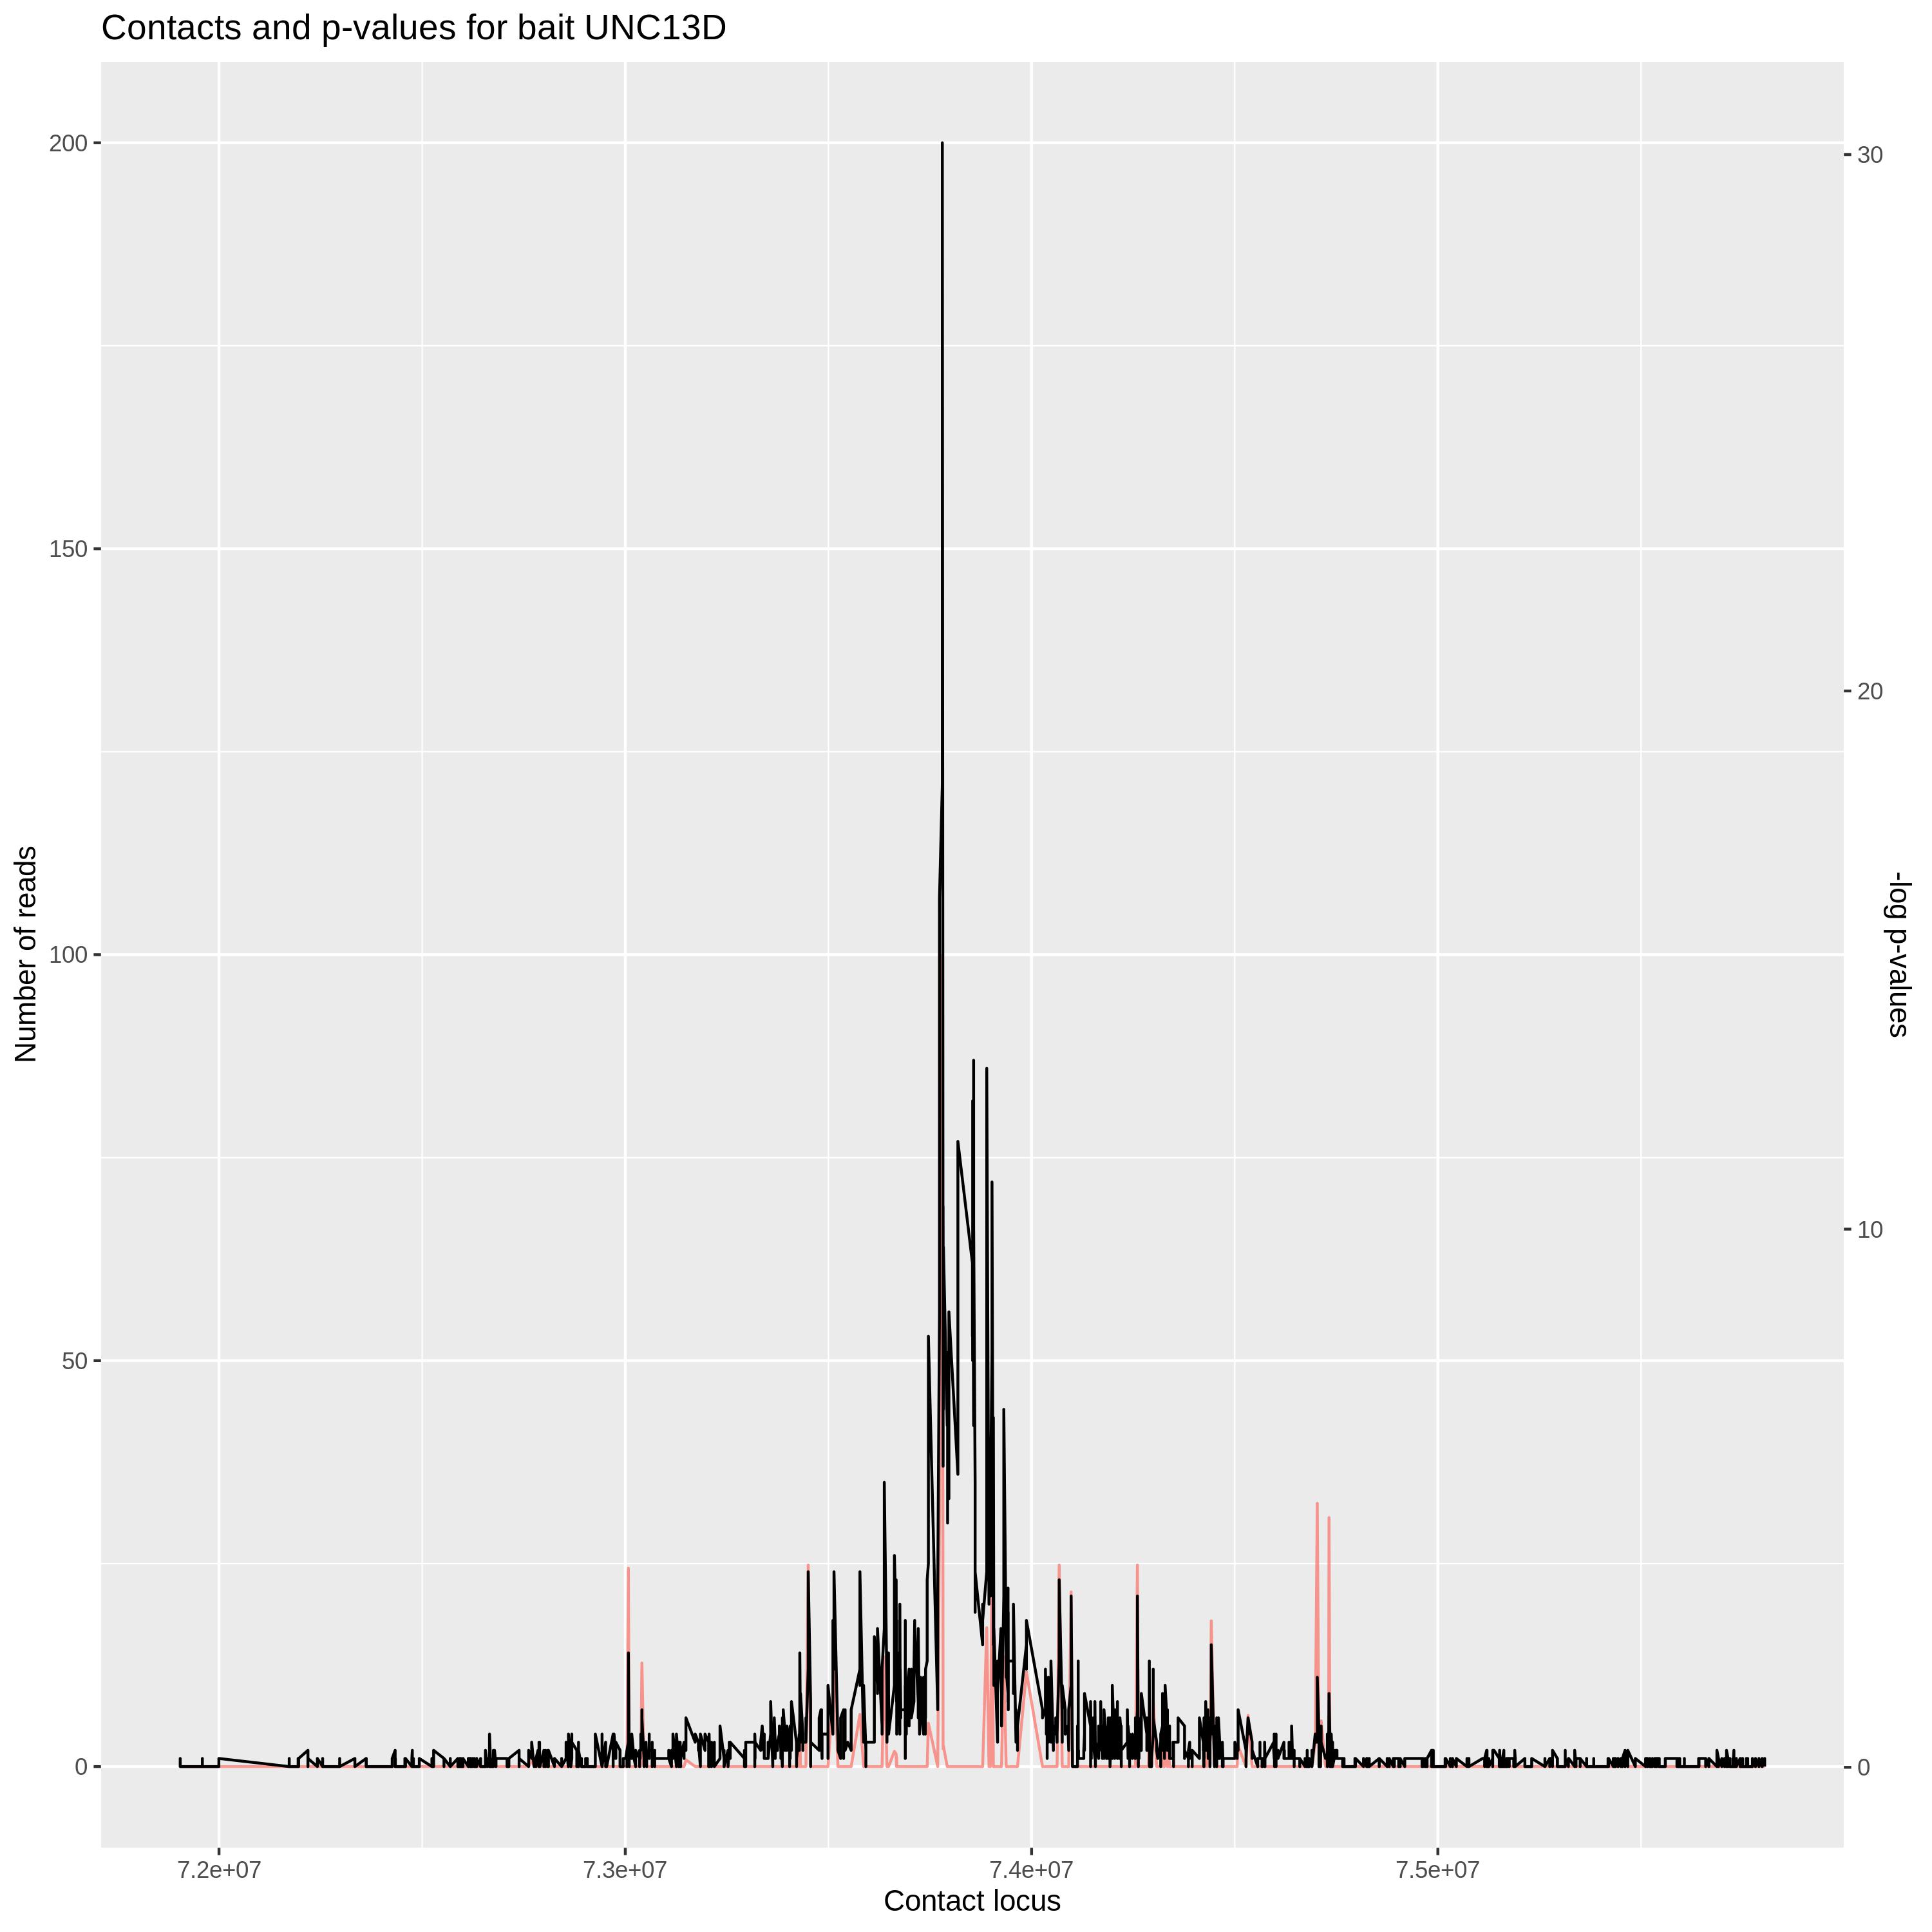 Contacts and p-values for bait UNC13D
200
150
100
50
0
Number of reads
30
20
10
0
-log p-values
7.2e+07
7.3e+07
7.4e+07
7.5e+07
Contact locus